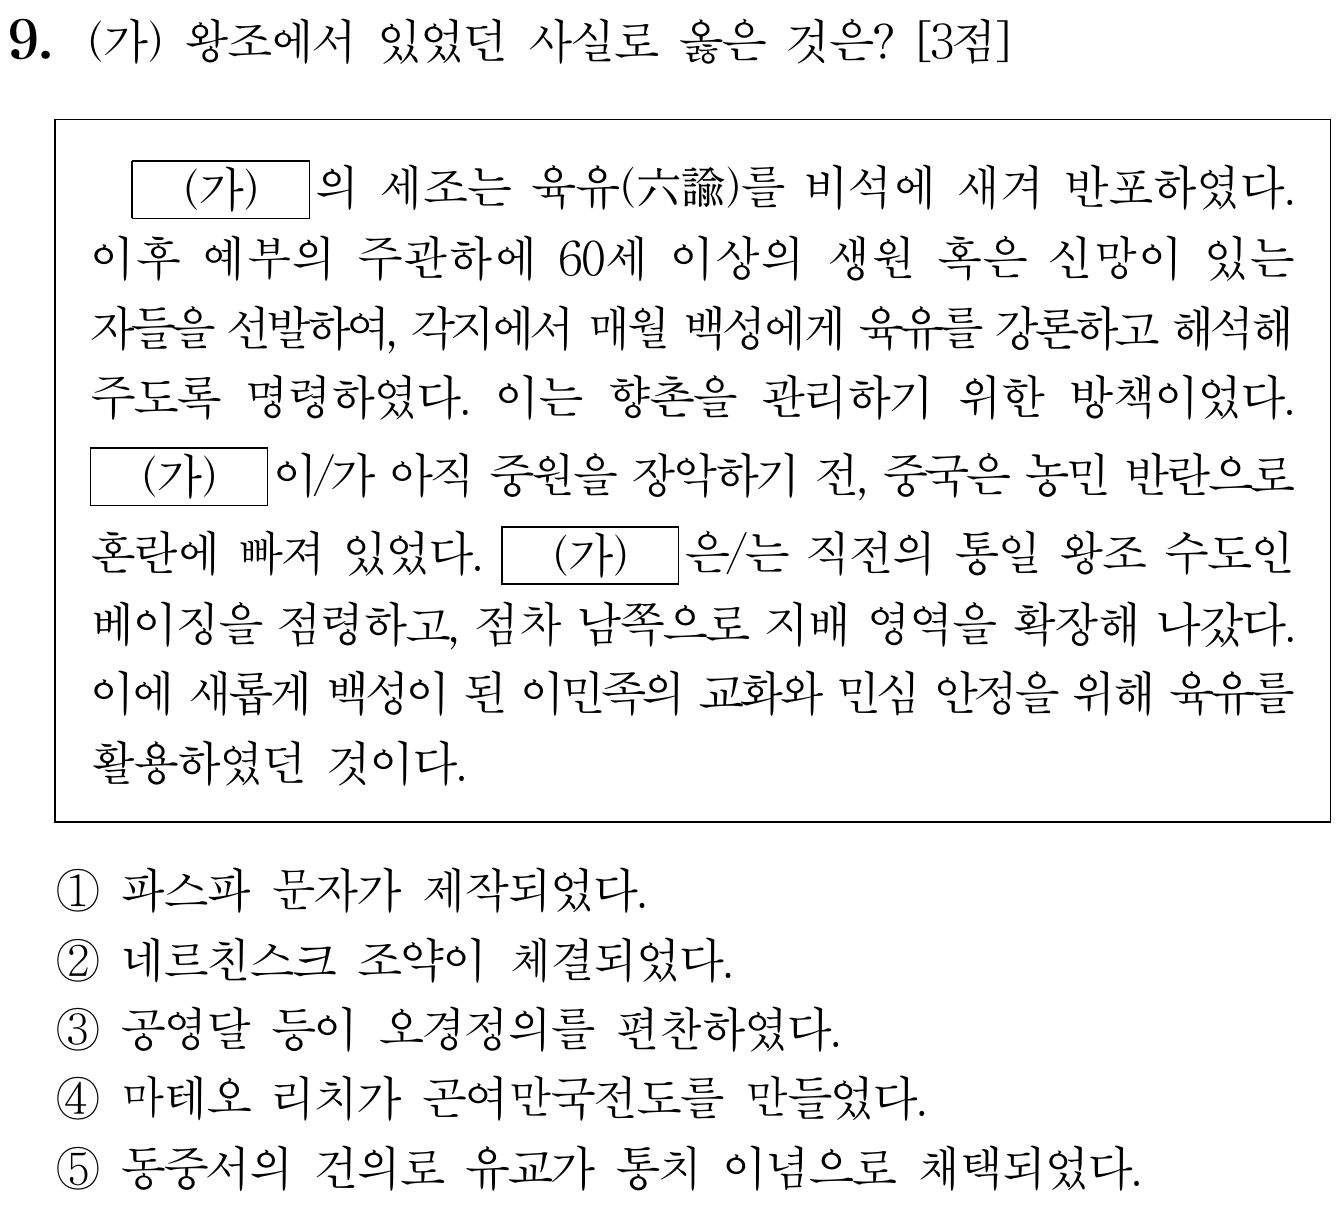 9. (가) 왕조에서 있었던 사실로 옳은 것은? [3점]
(가) 의 세조는 육유(六諭)를 비석에 새겨 반포하였다.
이후 예부의 주관하에 60세 이상의 생원 혹은 신망이 있는
자들을 선발하여, 각지에서 매월 백성에게 육유를 강론하고 해석해
주도록 명령하였다. 이는 향촌을 관리하기 위한 방책이었다.
(가) 이/가 아직 중원을 장악하기 전, 중국은 농민 반란으로
혼란에 빠져 있었다. (가) 은/는 직전의 통일 왕조 수도인
베이징을 점령하고, 점차 남쪽으로 지배 영역을 확장해 나갔다.
이에 새롭게 백성이 된 이민족의 교화와 민심 안정을 위해 육유를
활용하였던 것이다.
① 파스파 문자가 제작되었다.
② 네르친스크 조약이 체결되었다.
③ 공영달 등이 오경정의를 편찬하였다.
④ 마테오 리치가 곤여만국전도를 만들었다.
⑤ 동중서의 건의로 유교가 통치 이념으로 채택되었다.